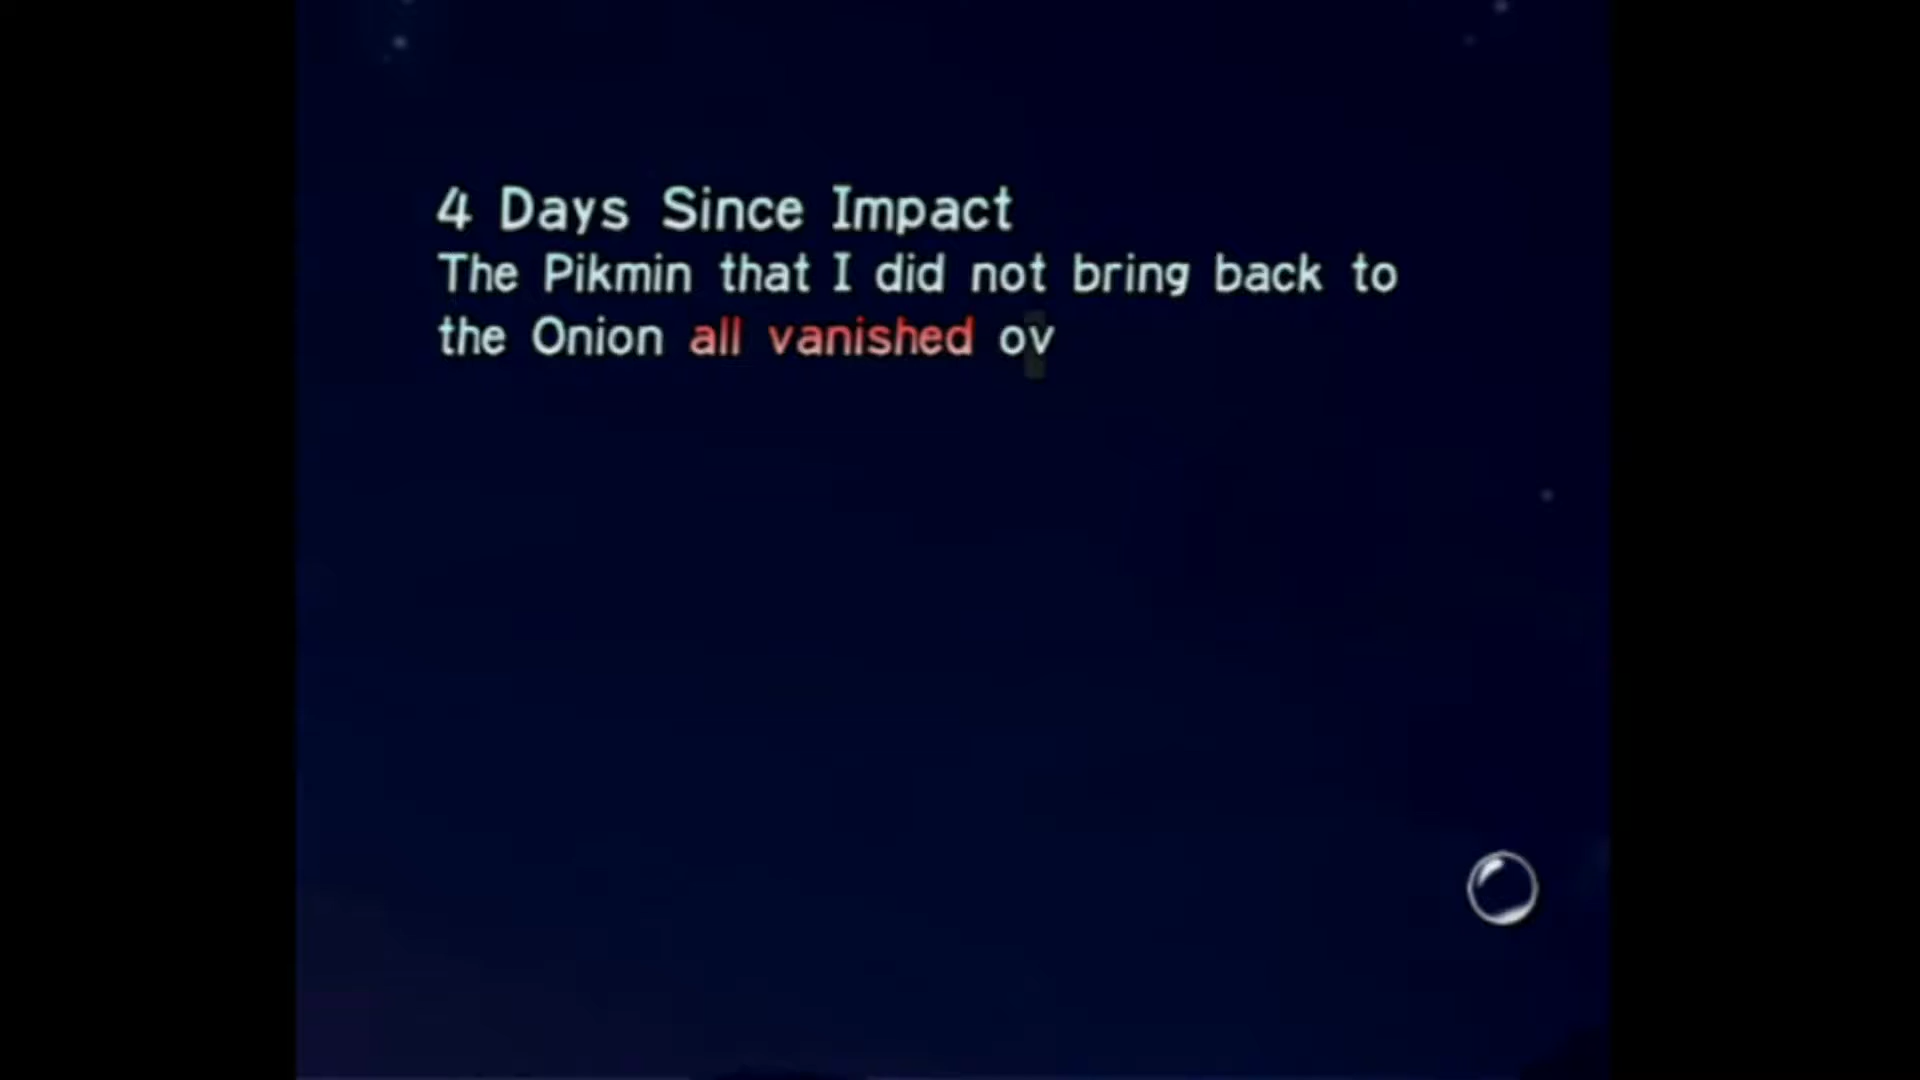 4 Days Since Impact
The Pikmin that I did not bring back to
the Onion all vanished ov